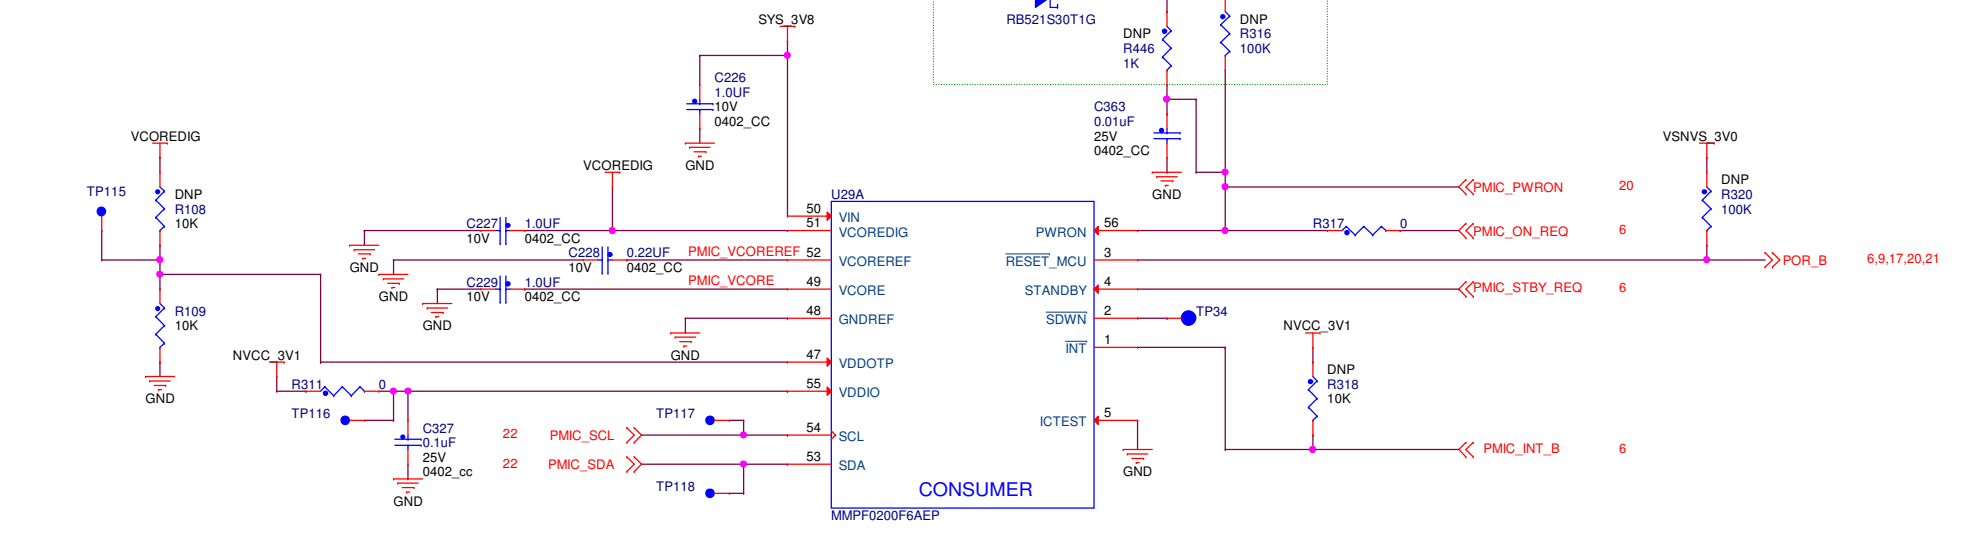 SYS_3V8
RB521S30T1G
DNP
R446
1K
DNP
R316
100K
C226
1.0UF
10V
0402_CC
GND
C363
0.01uF
25V
0402_CC
GND
VCOREDIG
TP115
DNP
R108
10K
R109
10K
GND
VCOREDIG
VSNVS_3V0
DNP
R320
100K
U29A
C227
10V
1.0UF
0402_CC
GND
C228
10V
0.22UF
0402_CC
GND
PMIC_VCOREREF
C229
10V
1.0UF
0402_CC
GND
PMIC_VCORE
GND
50 VIN
51 VCOREDIG
52 VCOREREF
49 VCORE
48 GNDREF
47 VDDOTP
55 VDDIO
54 SCL
53 SDA
PWRON 56
RESET_MCU 3
STANDBY 4
SDWN 2
INT 1
ICTEST 5
CONSUMER
MMPF0200F6AEP
PMIC_PWRON 20
R317 0
PMIC_ON_REQ 6
POR_B 6,9,17,20,21
PMIC_STBY_REQ 6
TP34
NVCC_3V1
DNP
R318
10K
PMIC_INT_B 6
GND
NVCC_3V1
R311 0
TP116
C327
0.1uF
25V
0402_cc
GND
TP117
22 PMIC_SCL
22 PMIC_SDA
TP118